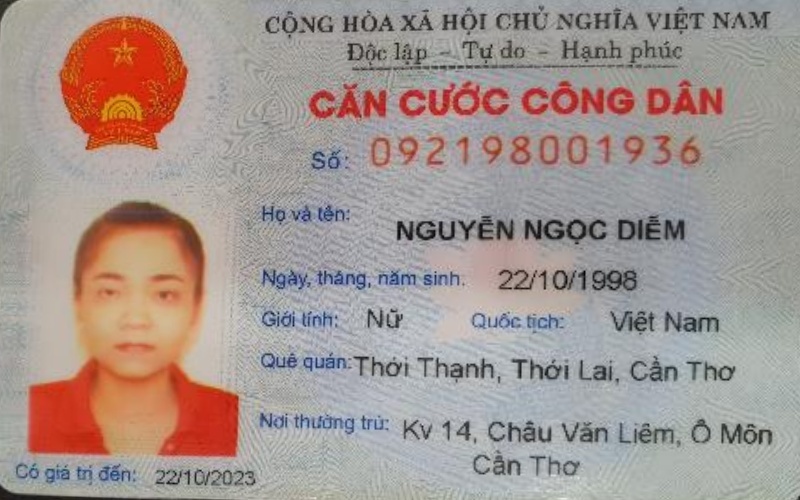 CỘNG HÒA XÃ HỘI CHỦ NGHĨA VIỆT NAM
Độc lập - Tự do - Hạnh phúc
CĂN CƯỚC CÔNG DÂN
Số: 092198001936
Họ và tên: NGUYỄN NGỌC DIỄM
Ngày, tháng, năm sinh: 22/10/1998
Giới tính: Nữ Quốc tịch: Việt Nam
Quê quán: Thới Thạnh, Thới Lai, Cần Thơ
Nơi thường trú: Kv 14, Châu Văn Liêm, Ô Môn
Cần Thơ
Có giá trị đến: 22/10/2023